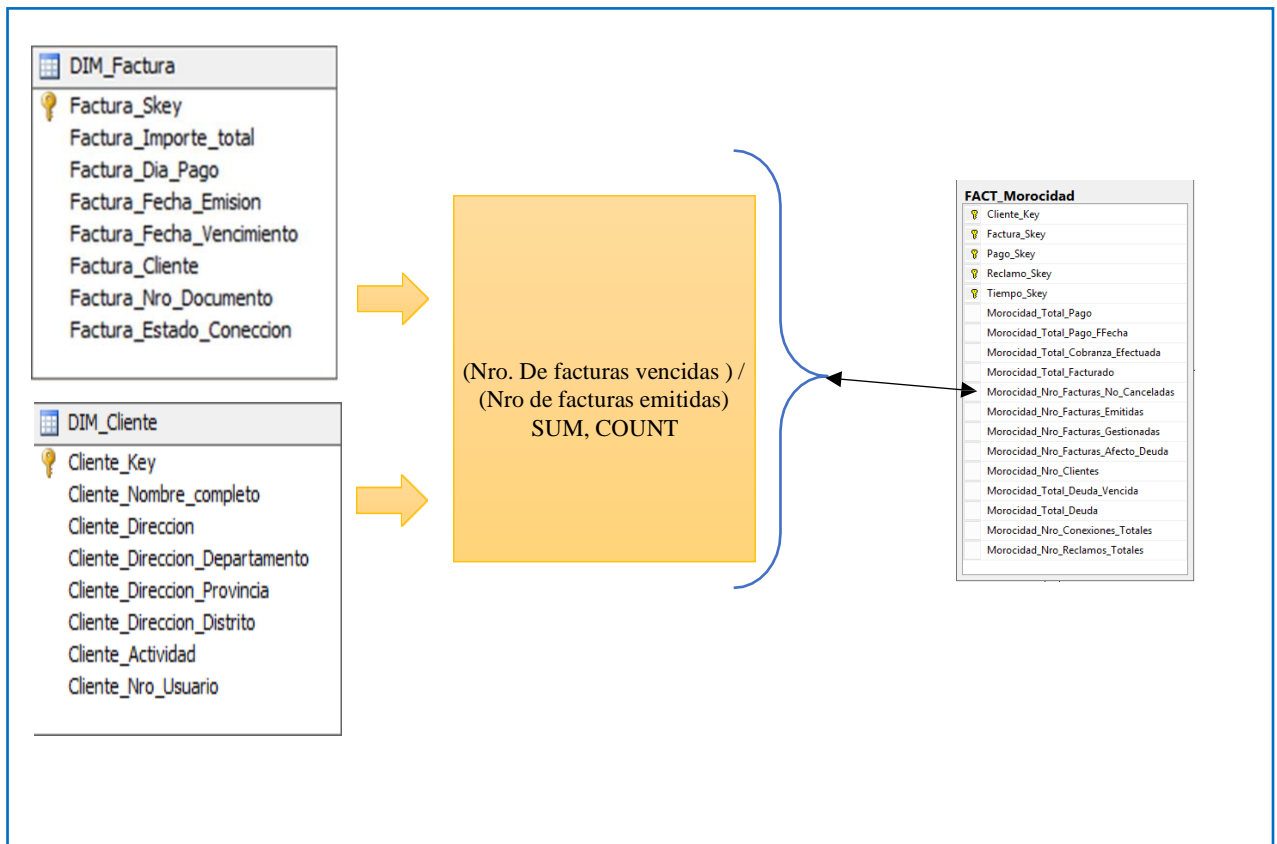 DIM_Factura
Factura_Skey
Factura_Importe_total
Factura_Dia_Pago
Factura_Fecha_Emision
Factura_Fecha_Vencimiento
Factura_Cliente
Factura_Nro_Documento
Factura_Estado_Coneccion
DIM_Cliente
Cliente_Key
Cliente_Nombre_completo
Cliente_Direccion
Cliente_Direccion_Departamento
Cliente_Direccion_Provincia
Cliente_Direccion_Distrito
Cliente_Actividad
Cliente_Nro_Usuario
(Nro. De facturas vencidas ) /
(Nro de facturas emitidas)
SUM, COUNT
FACT_Morocidad
Cliente_Key
Factura_Skey
Pago_Skey
Reclamo_Skey
Tiempo_Skey
Morocidad_Total_Pago
Morocidad_Total_Pago_FFecha
Morocidad_Total_Cobranza_Efectuada
Morocidad_Total_Facturado
Morocidad_Nro_Facturas_No_Canceladas
Morocidad_Nro_Facturas_Emitidas
Morocidad_Nro_Facturas_Gestionadas
Morocidad_Nro_Facturas_Afecto_Deuda
Morocidad_Nro_Clientes
Morocidad_Total_Deuda_Vencida
Morocidad_Total_Deuda
Morocidad_Nro_Conexiones_Totales
Morocidad_Nro_Reclamos_Totales